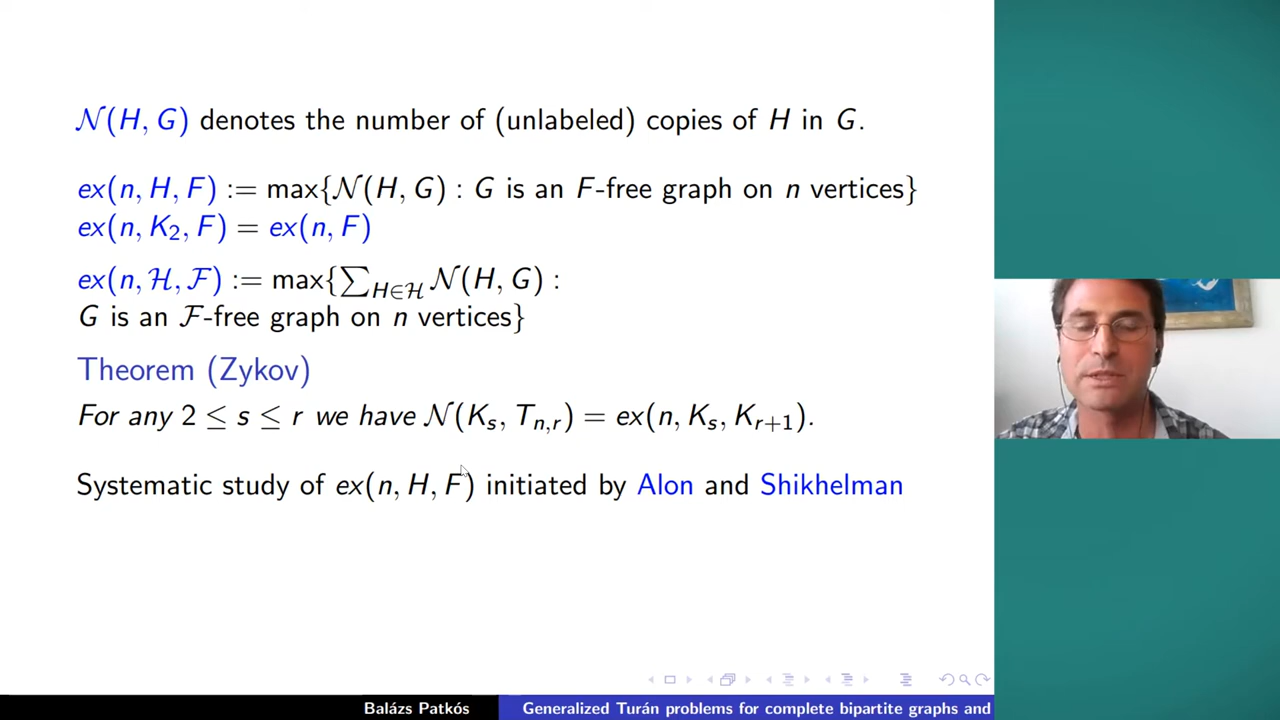 𝒩(H, G) denotes the number of (unlabeled) copies of H in G.
ex(n, H, F) := max{𝒩(H, G) : G is an F-free graph on n vertices}
ex(n, K₂, F) = ex(n, F)
ex(n, ℋ, ℱ) := max{∑_{H∈ℋ} 𝒩(H, G) :
G is an ℱ-free graph on n vertices}
Theorem (Zykov)
For any 2 ≤ s ≤ r we have 𝒩(K_s, T_{n,r}) = ex(n, K_s, K_{r+1}).
Systematic study of ex(n, H, F) initiated by Alon and Shikhelman
Balázs Patkós Generalized Turán problems for complete bipartite graphs and